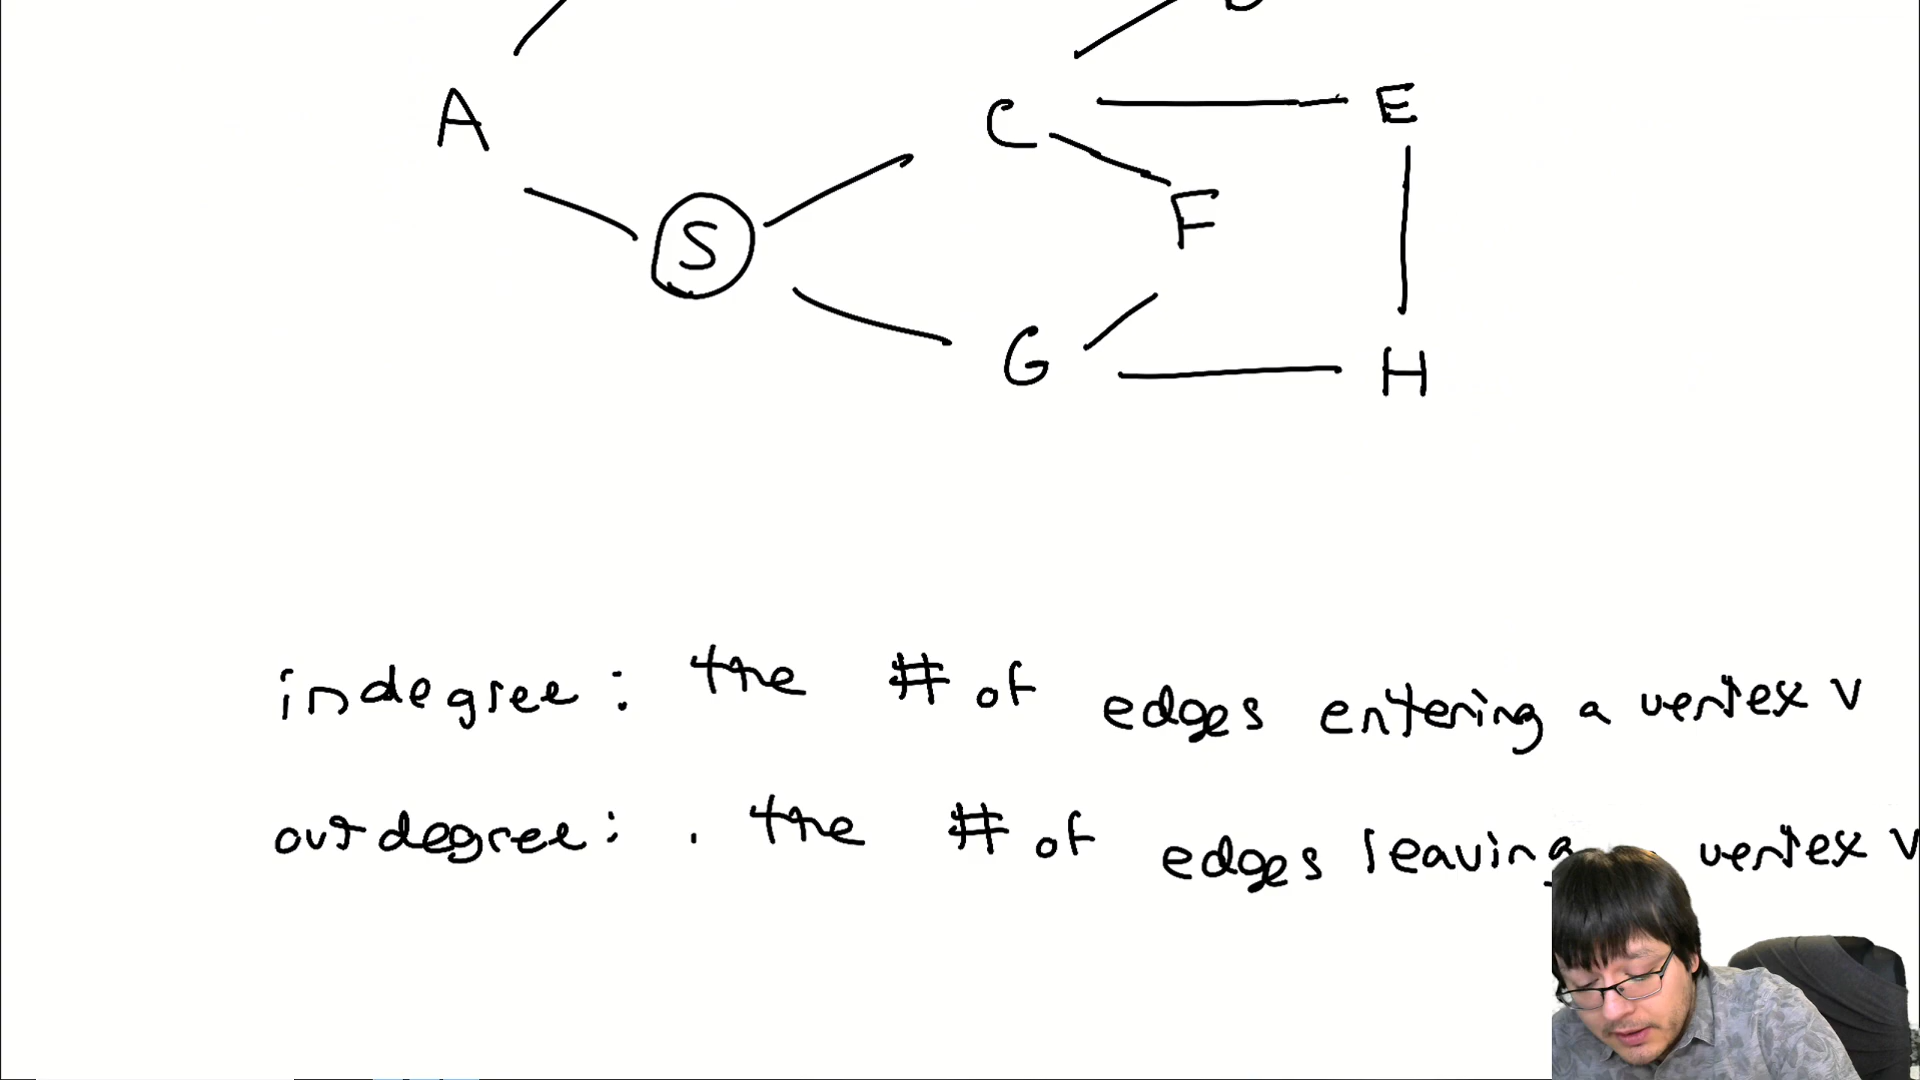 A
C
E
F
S
G
H
indegree: the # of edges entering a vertex v
outdegree: . the # of edges leaving vertex v